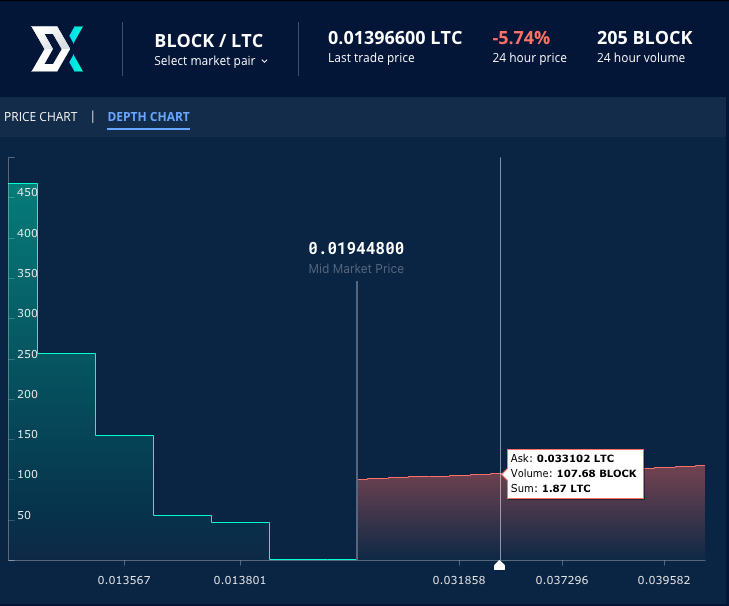 BLOCK / LTC
Select market pair
0.01396600 LTC
Last trade price
-5.74%
24 hour price
205 BLOCK
24 hour volume
PRICE CHART | DEPTH CHART
450
400
350
300
250
200
150
100
50
0.01944800
Mid Market Price
Ask: 0.033102 LTC
Volume: 107.68 BLOCK
Sum: 1.87 LTC
0.013567 0.013801 0.031858 0.037296 0.039582